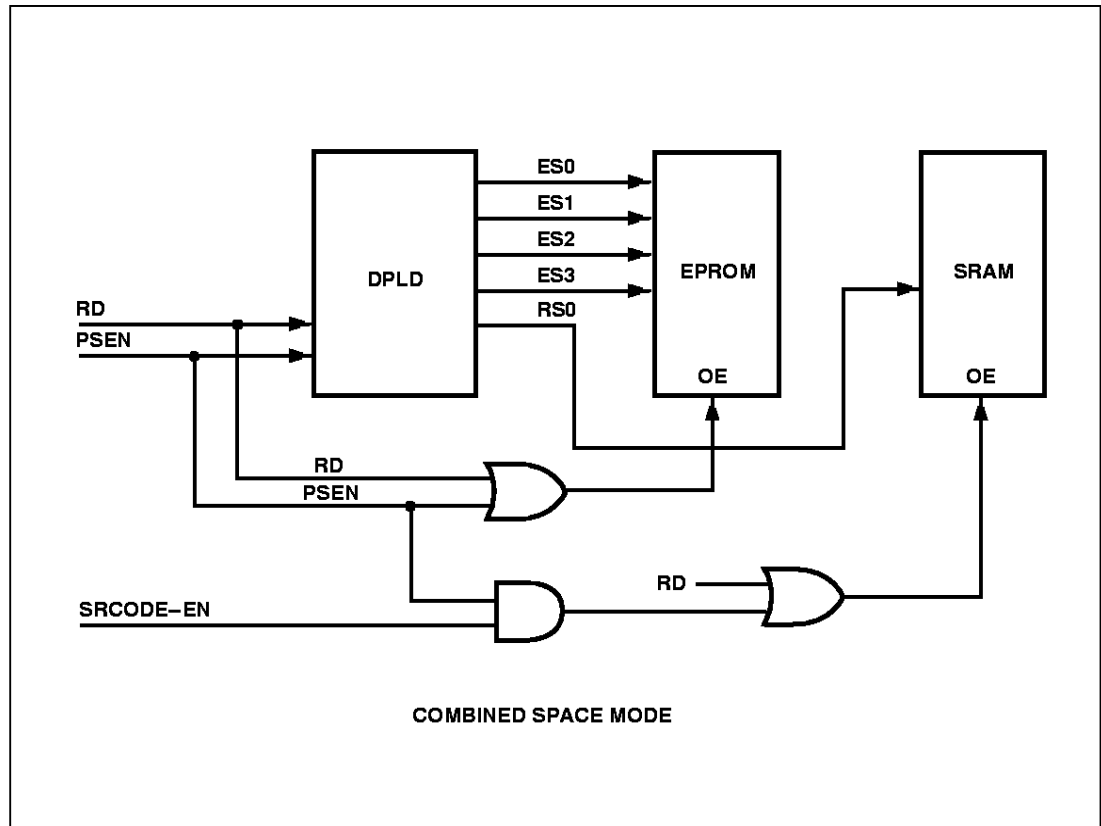 ES0
ES1
ES2
ES3
RS0
DPLD
EPROM
SRAM
RD
PSEN
OE
OE
RD
PSEN
RD
SRCODE–EN
COMBINED SPACE MODE